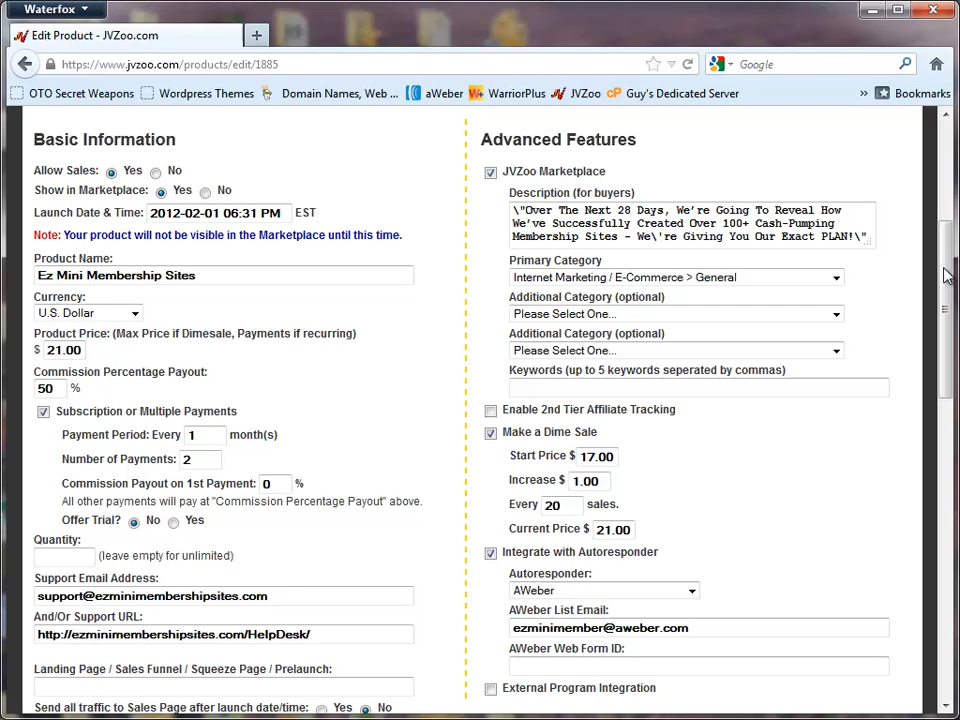 Waterfox
Edit Product - JVZoo.com
https://www.jvzoo.com/products/edit/1885
Google
OTO Secret Weapons
Wordpress Themes
Domain Names, Web ...
aWeber
WarriorPlus
JVZoo
Guy's Dedicated Server
»
Bookmarks
Basic Information
Allow Sales: Yes No
Show in Marketplace: Yes No
Launch Date & Time: 2012-02-01 06:31 PM EST
Note: Your product will not be visible in the Marketplace until this time.
Product Name:
Ez Mini Membership Sites
Currency:
U.S. Dollar
Product Price: (Max Price if Dimesale, Payments if recurring)
$ 21.00
Commission Percentage Payout:
50 %
Subscription or Multiple Payments
Payment Period: Every 1 month(s)
Number of Payments: 2
Commission Payout on 1st Payment: 0 %
All other payments will pay at "Commission Percentage Payout" above.
Offer Trial? No Yes
Quantity:
(leave empty for unlimited)
Support Email Address:
support@ezminimembershipsites.com
And/Or Support URL:
http://ezminimembershipsites.com/HelpDesk/
Landing Page / Sales Funnel / Squeeze Page / Prelaunch:
Send all traffic to Sales Page after launch date/time: Yes No
Advanced Features
JVZoo Marketplace
Description (for buyers)
\"Over The Next 28 Days, We're Going To Reveal How
We've Successfully Created Over 100+ Cash-Pumping
Membership Sites - We\'re Giving You Our Exact PLAN!\"
Primary Category
Internet Marketing / E-Commerce > General
Additional Category (optional)
Please Select One...
Additional Category (optional)
Please Select One...
Keywords (up to 5 keywords seperated by commas)
Enable 2nd Tier Affiliate Tracking
Make a Dime Sale
Start Price $ 17.00
Increase $ 1.00
Every 20 sales.
Current Price $ 21.00
Integrate with Autoresponder
Autoresponder:
AWeber
AWeber List Email:
ezminimember@aweber.com
AWeber Web Form ID:
External Program Integration